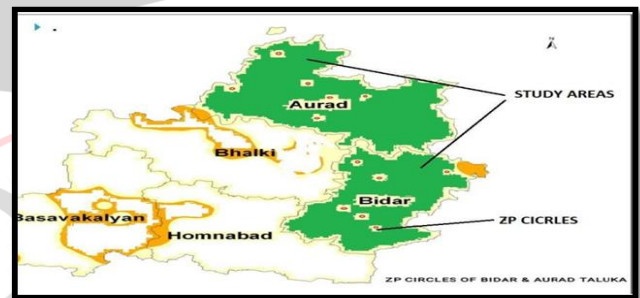 N
STUDY AREAS
Aurad
Bhalki
Bidar
Basavakalyan
ZP CICRLES
Homnabad
ZP CIRCLES OF BIDAR & AURAD TALUKA